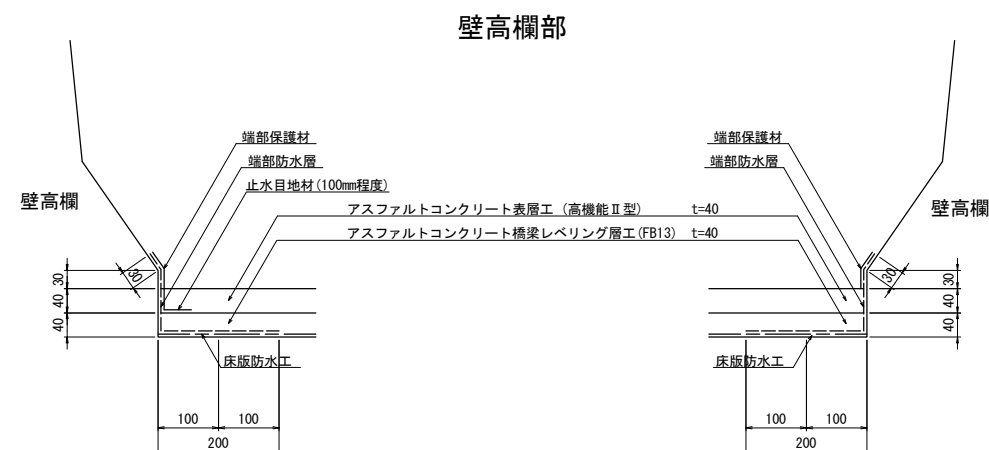 壁高欄部
端部保護材
端部保護材
端部防水層
端部防水層
止水目地材(100mm程度)
壁高欄
アスファルトコンクリート表層工 (高機能Ⅱ型) t=40
壁高欄
アスファルトコンクリート橋梁レベリング層工(FB13) t=40
30
30
30
30
40
40
40
40
床版防水工
床版防水工
100
100
100
100
200
200